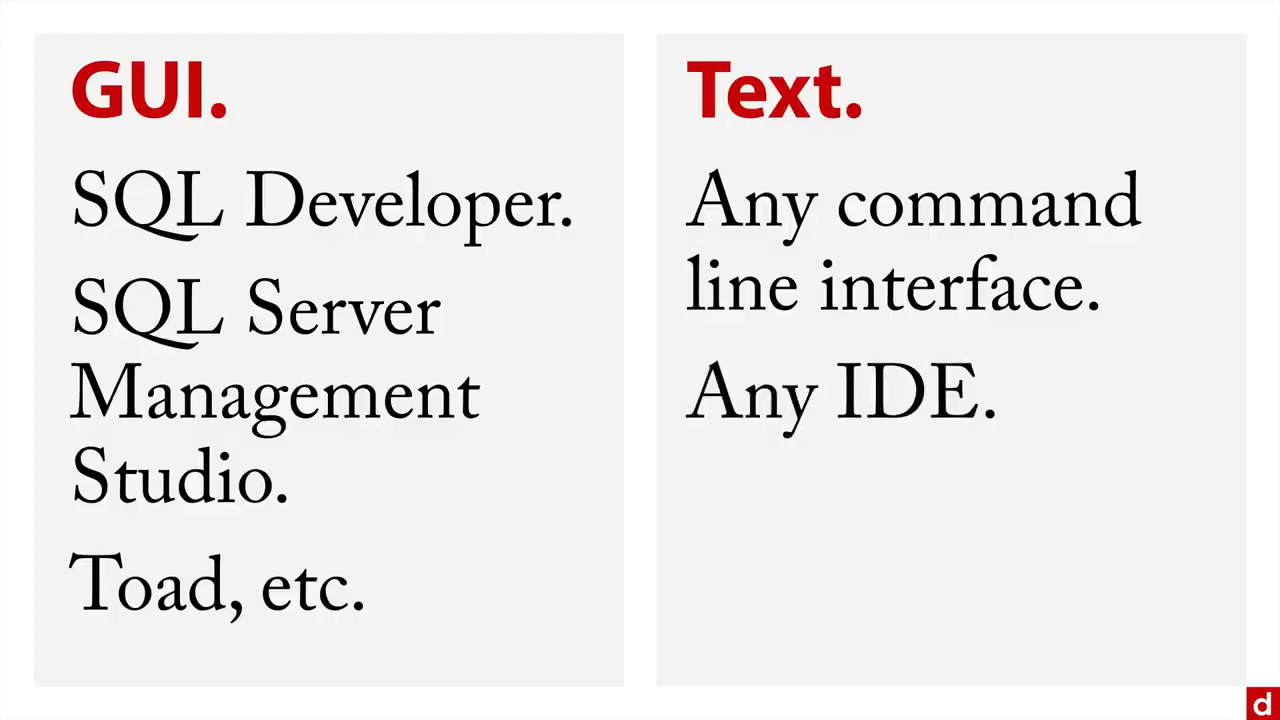 GUI.
SQL Developer.
SQL Server
Management
Studio.
Toad, etc.
Text.
Any command
line interface.
Any IDE.
d